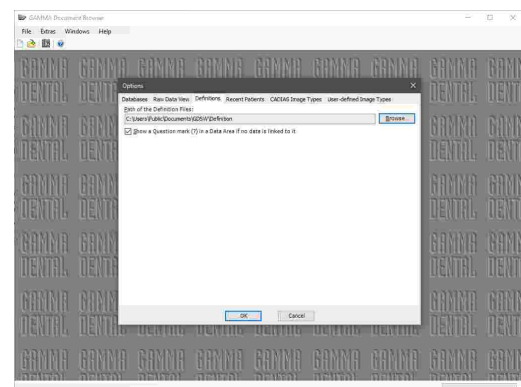 GAMMA Document Browser
File Extras Windows Help
Options
Databases Raw Data View Definitions Recent Patients CADIAS Image Types User-defined Image Types
Path of the Definition Files:
C:\Users\Public\Documents\GDSW\Definition
Browse...
Show a Question mark (?) in a Data Area if no data is linked to it
OK Cancel
GAMMA
DENTAL